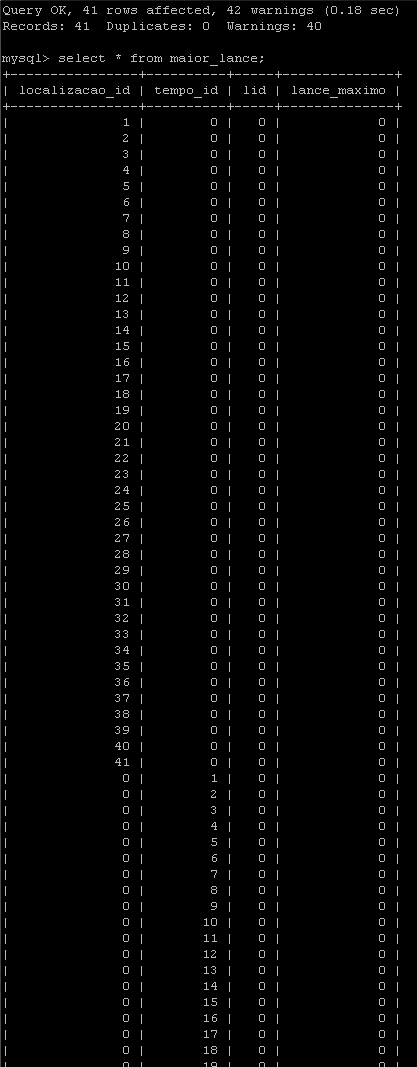 Query OK, 41 rows affected, 42 warnings (0.18 sec)
Records: 41  Duplicates: 0  Warnings: 40
mysql> select * from maior_lance;
+----------------+----------+-----+--------------+
| localizacao_id | tempo_id | lid | lance_maximo |
+----------------+----------+-----+--------------+
|              1 |        0 |   0 |            0 |
|              2 |        0 |   0 |            0 |
|              3 |        0 |   0 |            0 |
|              4 |        0 |   0 |            0 |
|              5 |        0 |   0 |            0 |
|              6 |        0 |   0 |            0 |
|              7 |        0 |   0 |            0 |
|              8 |        0 |   0 |            0 |
|              9 |        0 |   0 |            0 |
|             10 |        0 |   0 |            0 |
|             11 |        0 |   0 |            0 |
|             12 |        0 |   0 |            0 |
|             13 |        0 |   0 |            0 |
|             14 |        0 |   0 |            0 |
|             15 |        0 |   0 |            0 |
|             16 |        0 |   0 |            0 |
|             17 |        0 |   0 |            0 |
|             18 |        0 |   0 |            0 |
|             19 |        0 |   0 |            0 |
|             20 |        0 |   0 |            0 |
|             21 |        0 |   0 |            0 |
|             22 |        0 |   0 |            0 |
|             23 |        0 |   0 |            0 |
|             24 |        0 |   0 |            0 |
|             25 |        0 |   0 |            0 |
|             26 |        0 |   0 |            0 |
|             27 |        0 |   0 |            0 |
|             28 |        0 |   0 |            0 |
|             29 |        0 |   0 |            0 |
|             30 |        0 |   0 |            0 |
|             31 |        0 |   0 |            0 |
|             32 |        0 |   0 |            0 |
|             33 |        0 |   0 |            0 |
|             34 |        0 |   0 |            0 |
|             35 |        0 |   0 |            0 |
|             36 |        0 |   0 |            0 |
|             37 |        0 |   0 |            0 |
|             38 |        0 |   0 |            0 |
|             39 |        0 |   0 |            0 |
|             40 |        0 |   0 |            0 |
|             41 |        0 |   0 |            0 |
|              0 |        1 |   0 |            0 |
|              0 |        2 |   0 |            0 |
|              0 |        3 |   0 |            0 |
|              0 |        4 |   0 |            0 |
|              0 |        5 |   0 |            0 |
|              0 |        6 |   0 |            0 |
|              0 |        7 |   0 |            0 |
|              0 |        8 |   0 |            0 |
|              0 |        9 |   0 |            0 |
|              0 |       10 |   0 |            0 |
|              0 |       11 |   0 |            0 |
|              0 |       12 |   0 |            0 |
|              0 |       13 |   0 |            0 |
|              0 |       14 |   0 |            0 |
|              0 |       15 |   0 |            0 |
|              0 |       16 |   0 |            0 |
|              0 |       17 |   0 |            0 |
|              0 |       18 |   0 |            0 |